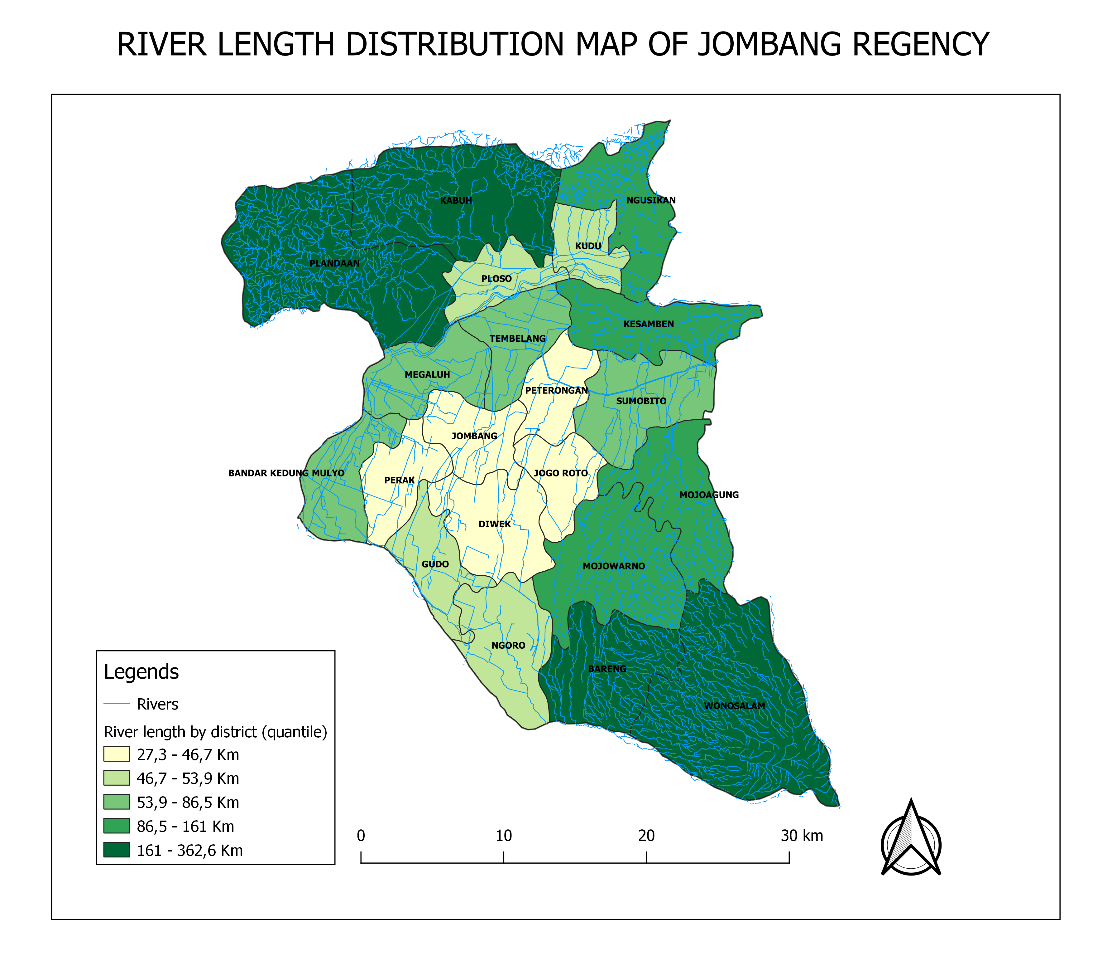 RIVER LENGTH DISTRIBUTION MAP OF JOMBANG REGENCY
KABUH
NGUSIKAN
KUDU
PLANDAAN
PLOSO
KESAMBEN
TEMBELANG
MEGALUH
PETERONGAN
SUMOBITO
JOMBANG
BANDAR KEDUNG MULYO
JOGO ROTO
PERAK
MOJOAGUNG
DIWEK
GUDO
MOJOWARNO
NGORO
BARENG
WONOSALAM
Legends
Rivers
River length by district (quantile)
27,3 - 46,7 Km
46,7 - 53,9 Km
53,9 - 86,5 Km
86,5 - 161 Km
161 - 362,6 Km
0 10 20 30 km